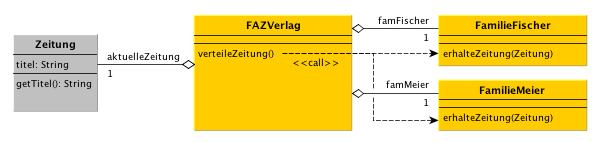 Zeitung
titel: String
getTitel(): String
aktuelleZeitung
1
FAZVerlag
verteileZeitung()
<<call>>
famFischer
1
FamilieFischer
erhalteZeitung(Zeitung)
famMeier
1
FamilieMeier
erhalteZeitung(Zeitung)